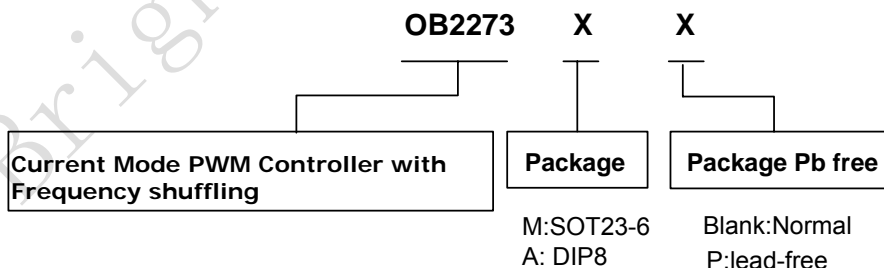 OB2273 X X
Current Mode PWM Controller with
Frequency shuffling
Package
Package Pb free
M:SOT23-6
A: DIP8
Blank:Normal
P:lead-free
Brigh